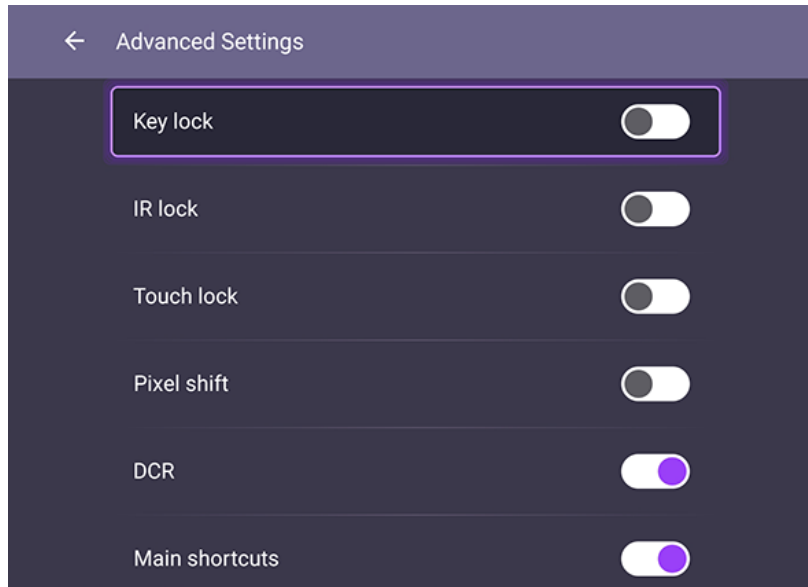 Advanced Settings
Key lock
IR lock
Touch lock
Pixel shift
DCR
Main shortcuts